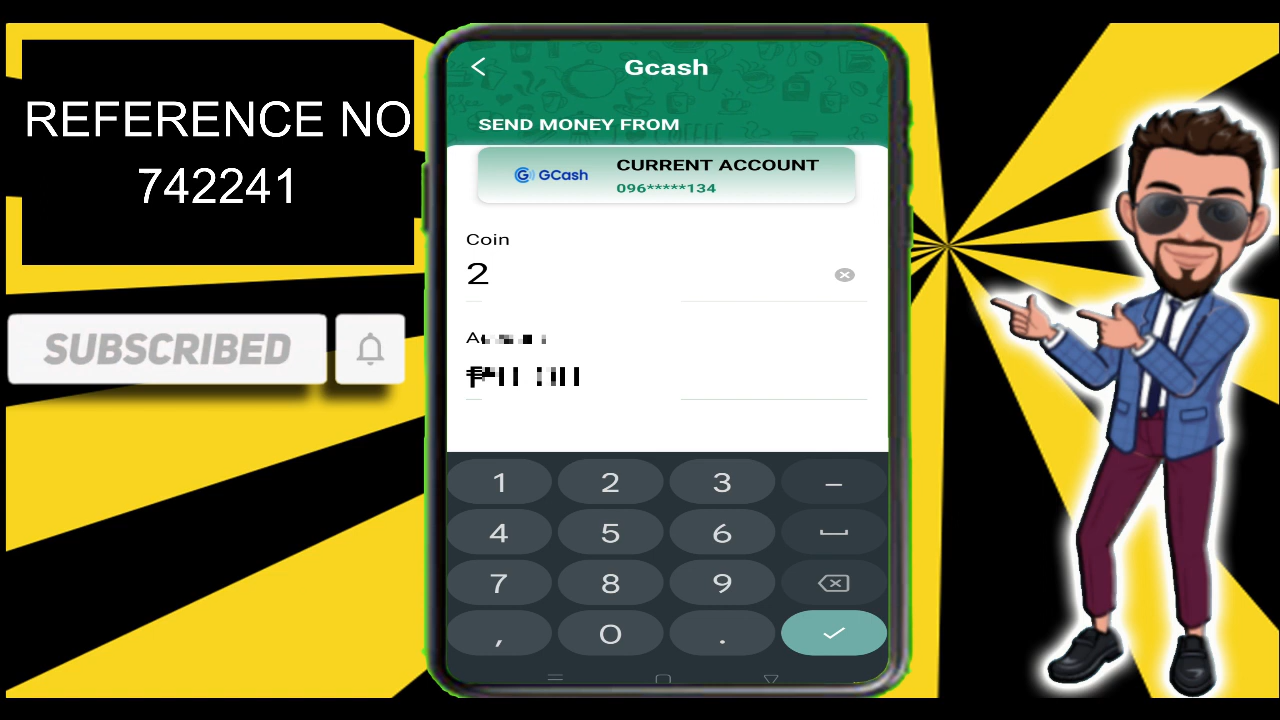 REFERENCE NO
742241
SUBSCRIBED
Gcash
SEND MONEY FROM
GCash
CURRENT ACCOUNT
096*****134
Coin
2
1 2 3 –
4 5 6
7 8 9
, 0 .